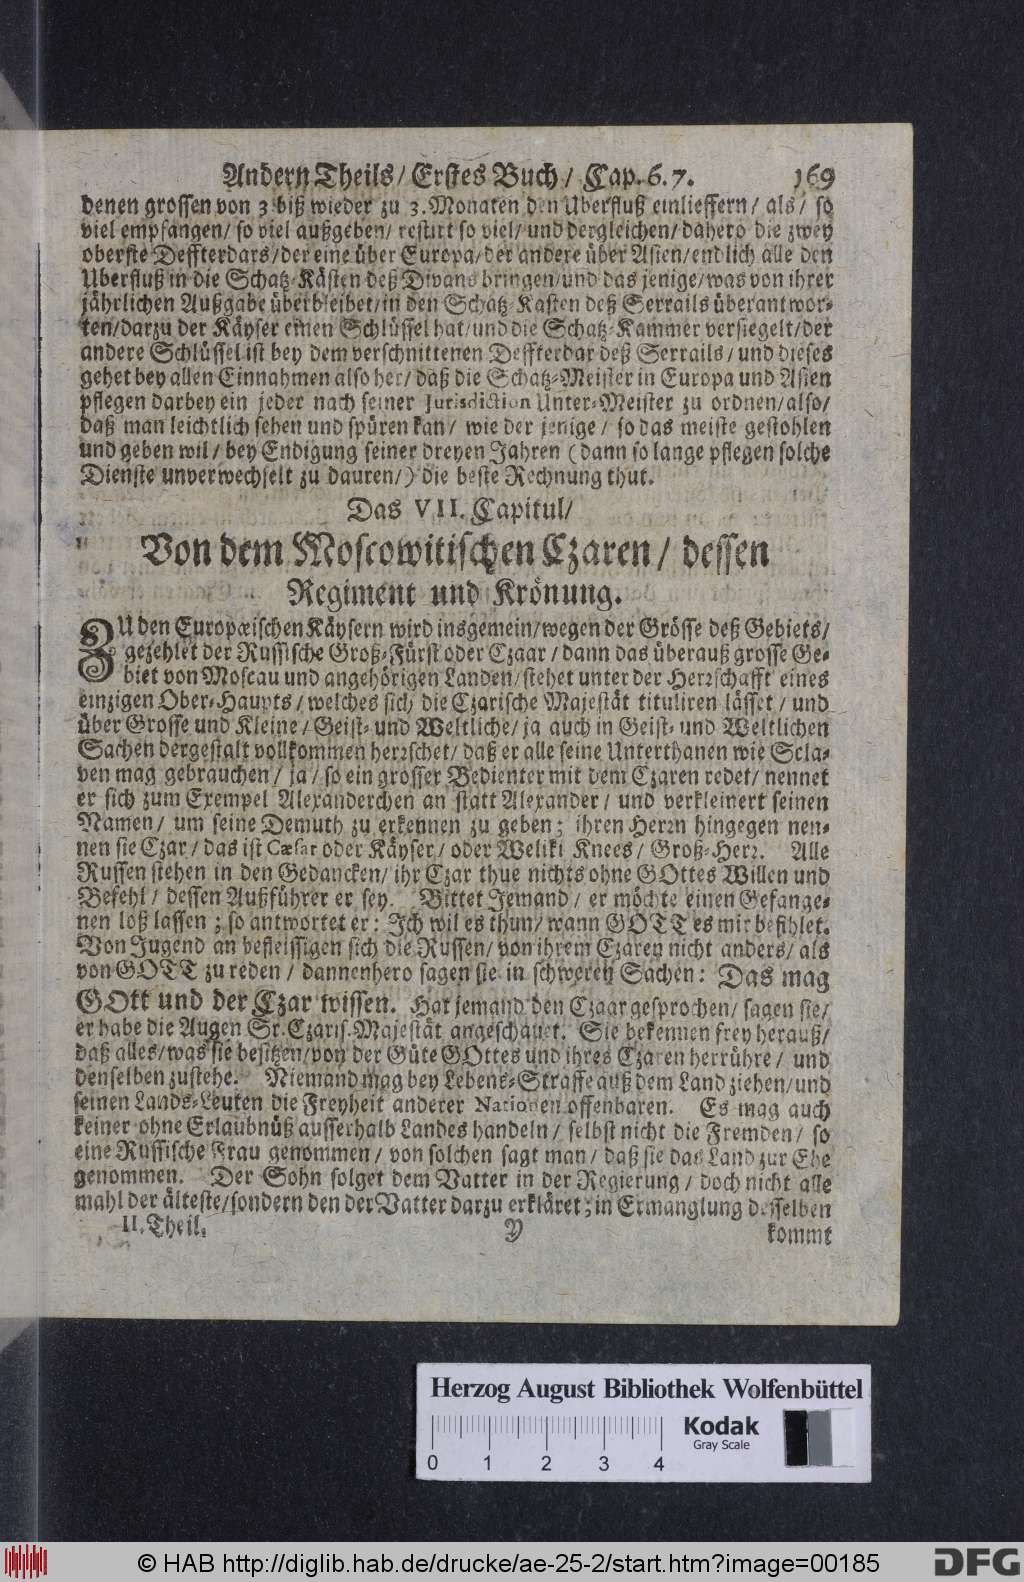 Andern Theils/ Erstes Buch/ Cap. 6. 7. 169
denen grossen von 3 biß wieder zu 3. Monaten den Uberfluß einlieffern/ als/ so
viel empfangen/ so viel außgeben/ restirt so viel/ und dergleichen/ dahero die zwey
oberste Deffterdars/ der eine über Europa/ der andere über Asien/ endlich alle den
Uberfluß in die Schatz-Kästen deß Divans bringen/ und das jenige/ was von ihrer
jährlichen Außgabe überbleibet/ in den Schatz-Kasten deß Serrails überantwor-
ten/ darzu der Käyser einen Schlüssel hat/ und die Schatz-Kammer versiegelt/ der
andere Schlüssel ist bey dem verschnittenen Deffterdar deß Serrails/ und dieses
gehet bey allen Einnahmen also her/ daß die Schatz-Meister in Europa und Asien
pflegen darbey ein jeder nach seiner Jurisdiction Unter-Meister zu ordnen/ also/
daß man leichtlich sehen und spüren kan/ wie der jenige/ so das meiste gestohlen
und geben wil/ bey Endigung seiner dreyen Jahren (dann so lange pflegen solche
Dienste unverwechselt zu dauren/) die beste Rechnung thut.
Das VII. Capitul/
Von dem Moscowitischen Czaren/ dessen
Regiment und Krönung.
ZU den Europæischen Käysern wird insgemein/ wegen der Grösse deß Gebiets/
gezehlet der Russische Groß-Fürst oder Czaar/ dann das überauß grosse Ge-
biet von Moscau und angehörigen Landen/ stehet unter der Herrschafft eines
einzigen Ober-Haupts/ welches sich die Czarische Majestät tituliren lässet/ und
über Grosse und Kleine/ Geist- und Weltliche/ ja auch in Geist- und Weltlichen
Sachen dergestalt vollkommen herrschet/ daß er alle seine Unterthanen wie Scla-
ven mag gebrauchen/ ja/ so ein grosser Bedienter mit dem Czaren redet/ nennet
er sich zum Exempel Alexanderchen an statt Alexander/ und verkleinert seinen
Namen/ um seine Demuth zu erkennen zu geben; ihren Herrn hingegen nen-
nen sie Czar/ das ist Cæsar oder Käyser/ oder Weliki Knees/ Groß-Herr. Alle
Russen stehen in den Gedancken/ ihr Czar thue nichts ohne GOttes Willen und
Befehl/ dessen Außführer er sey. Bittet Jemand/ er möchte einen Gefange-
nen loß lassen; so antwortet er: Ich wil es thun/ wann GOTT es mir befihlet.
Von Jugend an befleissigen sich die Russen/ von ihrem Czaren nicht anders/ als
von GOTT zu reden/ dannenhero sagen sie in schweren Sachen: Das mag
GOtt und der Czar wissen. Hat jemand den Czaar gesprochen/ sagen sie/
er habe die Augen Sr. Czaris. Majestät angeschauet. Sie bekennen frey herauß/
daß alles/ was sie besitzen/ von der Güte GOttes und ihres Czaren herrühre/ und
denselben zustehe. Niemand mag bey Lebens-Straffe auß dem Land ziehen/ und
seinen Lands-Leuten die Freyheit anderer Nationen offenbaren. Es mag auch
keiner ohne Erlaubnüß ausserhalb Landes handeln/ selbst nicht die Fremden/ so
eine Russische Frau genommen/ von solchen sagt man/ daß sie das Land zur Ehe
genommen. Der Sohn folget dem Vatter in der Regierung/ doch nicht alle
mahl der älteste/ sondern den der Vatter darzu erkläret; in Ermanglung desselben
II. Theil. Y kommt
Herzog August Bibliothek Wolfenbüttel
Kodak
Gray Scale
0 1 2 3 4
© HAB http://diglib.hab.de/drucke/ae-25-2/start.htm?image=00185
DFG